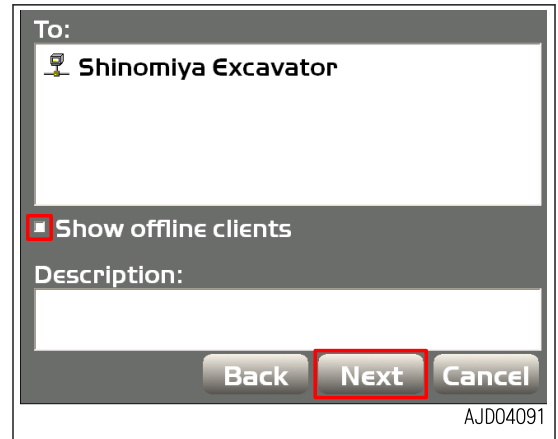 To:
Shinomiya Excavator
Show offline clients
Description:
Back Next Cancel
AJD04091